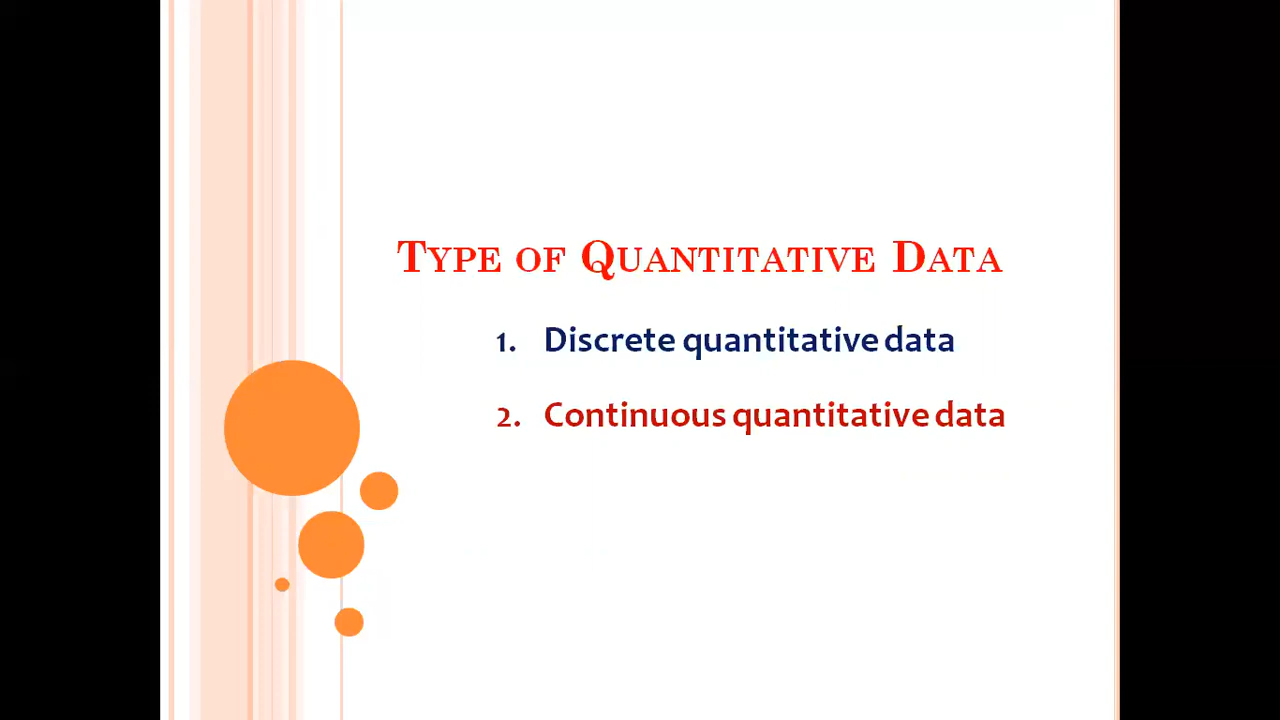 TYPE OF QUANTITATIVE DATA
1. Discrete quantitative data
2. Continuous quantitative data